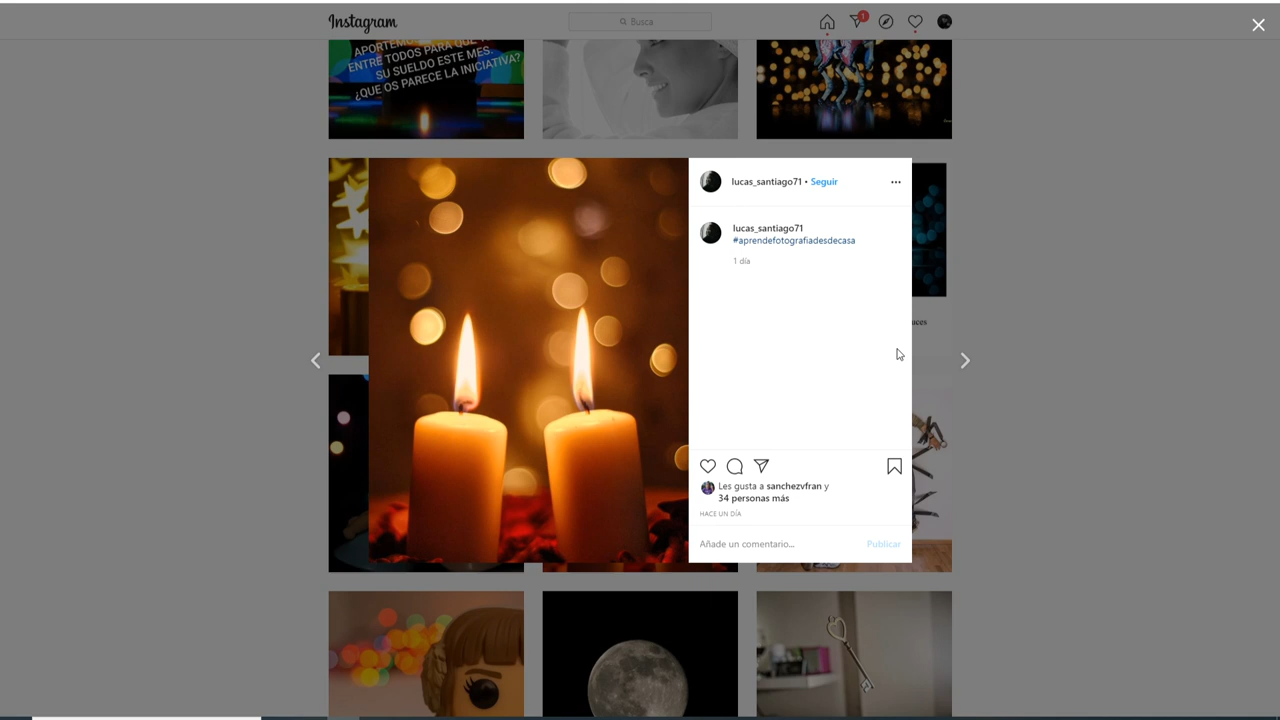 Instagram
Busca
1
APORTEMOS
ENTRE TODOS PARA QUE
SU SUELDO ESTE MES.
¿QUE OS PARECE LA INICIATIVA?
lucas_santiago71 • Seguir
lucas_santiago71
#aprendefotografiadesdecasa
1 día
Les gusta a sanchezvfran y
34 personas más
HACE UN DÍA
Añade un comentario...
Publicar